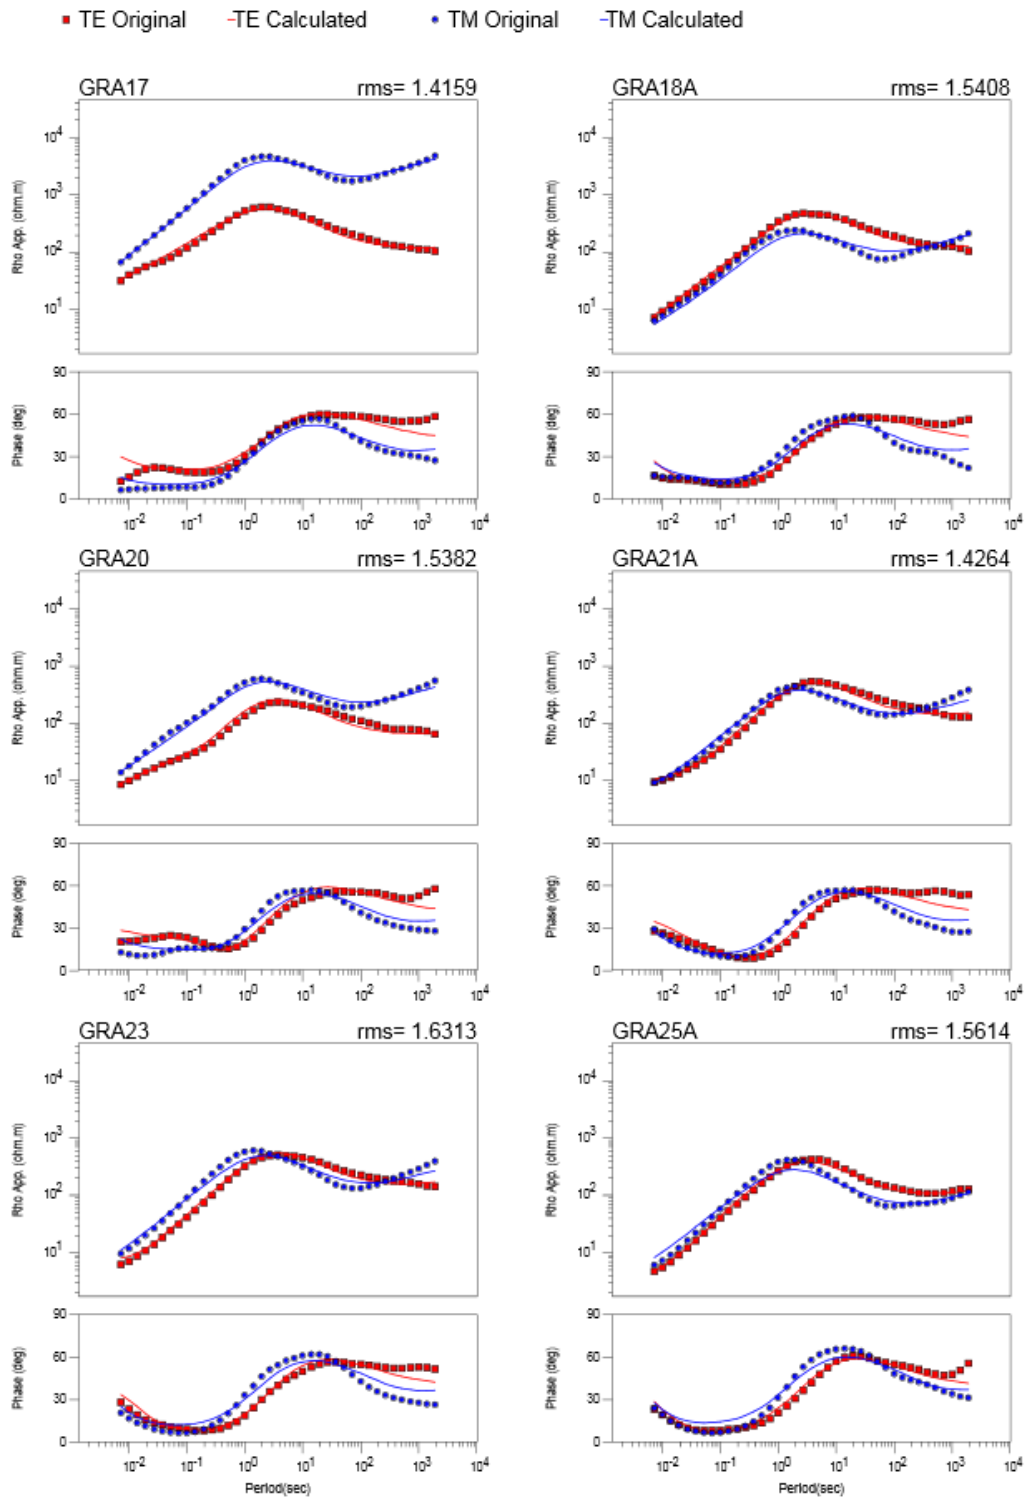 TE Original TE Calculated TM Original TM Calculated
GRA17 rms= 1.4159 GRA18A rms= 1.5408
10^4 10^4
10^3 10^3
Rho App. (ohm.m) Rho App. (ohm.m)
10^2 10^2
10^1 10^1
90 90
60 60
Phase (deg) Phase (deg)
30 30
0 0
10^-2 10^-1 10^0 10^1 10^2 10^3 10^4 10^-2 10^-1 10^0 10^1 10^2 10^3 10^4
GRA20 rms= 1.5382 GRA21A rms= 1.4264
10^4 10^4
10^3 10^3
Rho App. (ohm.m) Rho App. (ohm.m)
10^2 10^2
10^1 10^1
90 90
60 60
Phase (deg) Phase (deg)
30 30
0 0
10^-2 10^-1 10^0 10^1 10^2 10^3 10^4 10^-2 10^-1 10^0 10^1 10^2 10^3 10^4
GRA23 rms= 1.6313 GRA25A rms= 1.5614
10^4 10^4
10^3 10^3
Rho App. (ohm.m) Rho App. (ohm.m)
10^2 10^2
10^1 10^1
90 90
60 60
Phase (deg) Phase (deg)
30 30
0 0
10^-2 10^-1 10^0 10^1 10^2 10^3 10^4 10^-2 10^-1 10^0 10^1 10^2 10^3 10^4
Period(sec) Period(sec)